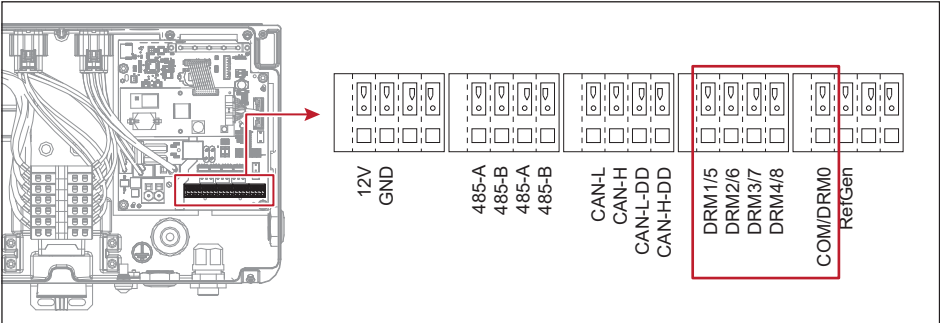 12V
GND
485-A
485-B
485-A
485-B
CAN-L
CAN-H
CAN-L-DD
CAN-H-DD
DRM1/5
DRM2/6
DRM3/7
DRM4/8
COM/DRM0
RefGen